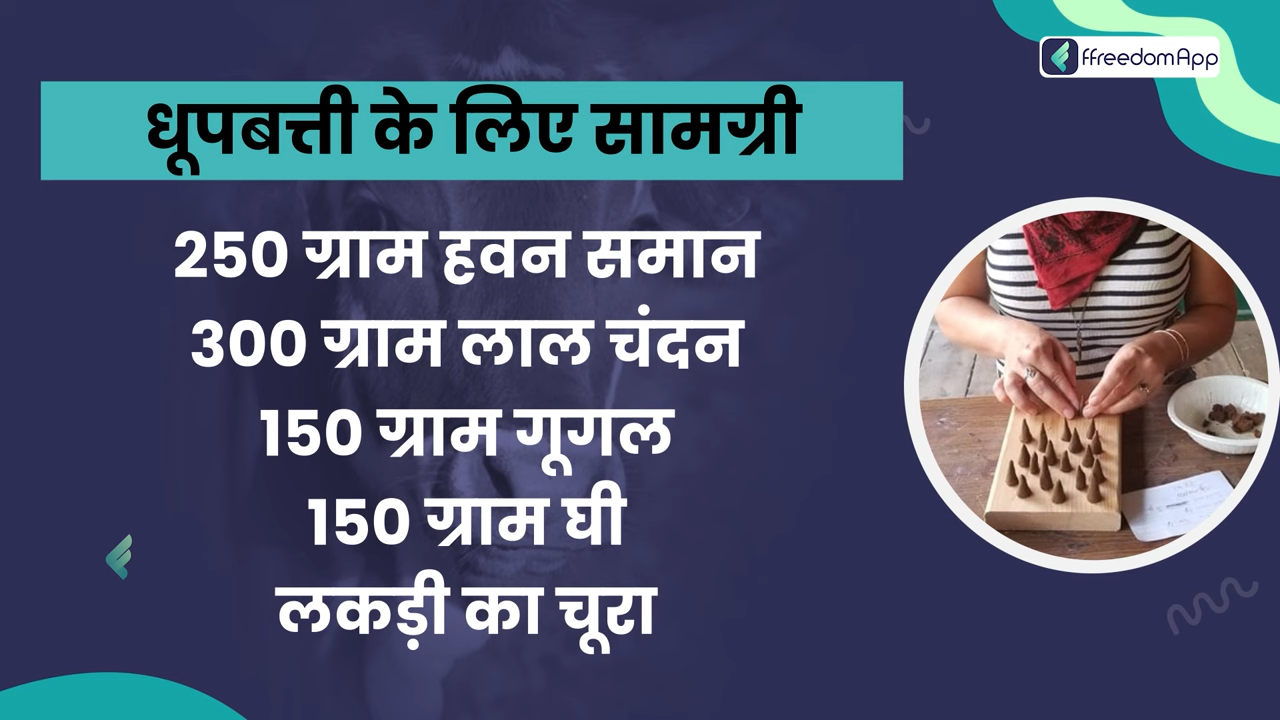 ffreedomApp
धूपबत्ती के लिए सामग्री
250 ग्राम हवन समान
300 ग्राम लाल चंदन
150 ग्राम गूगल
150 ग्राम घी
लकड़ी का चूरा